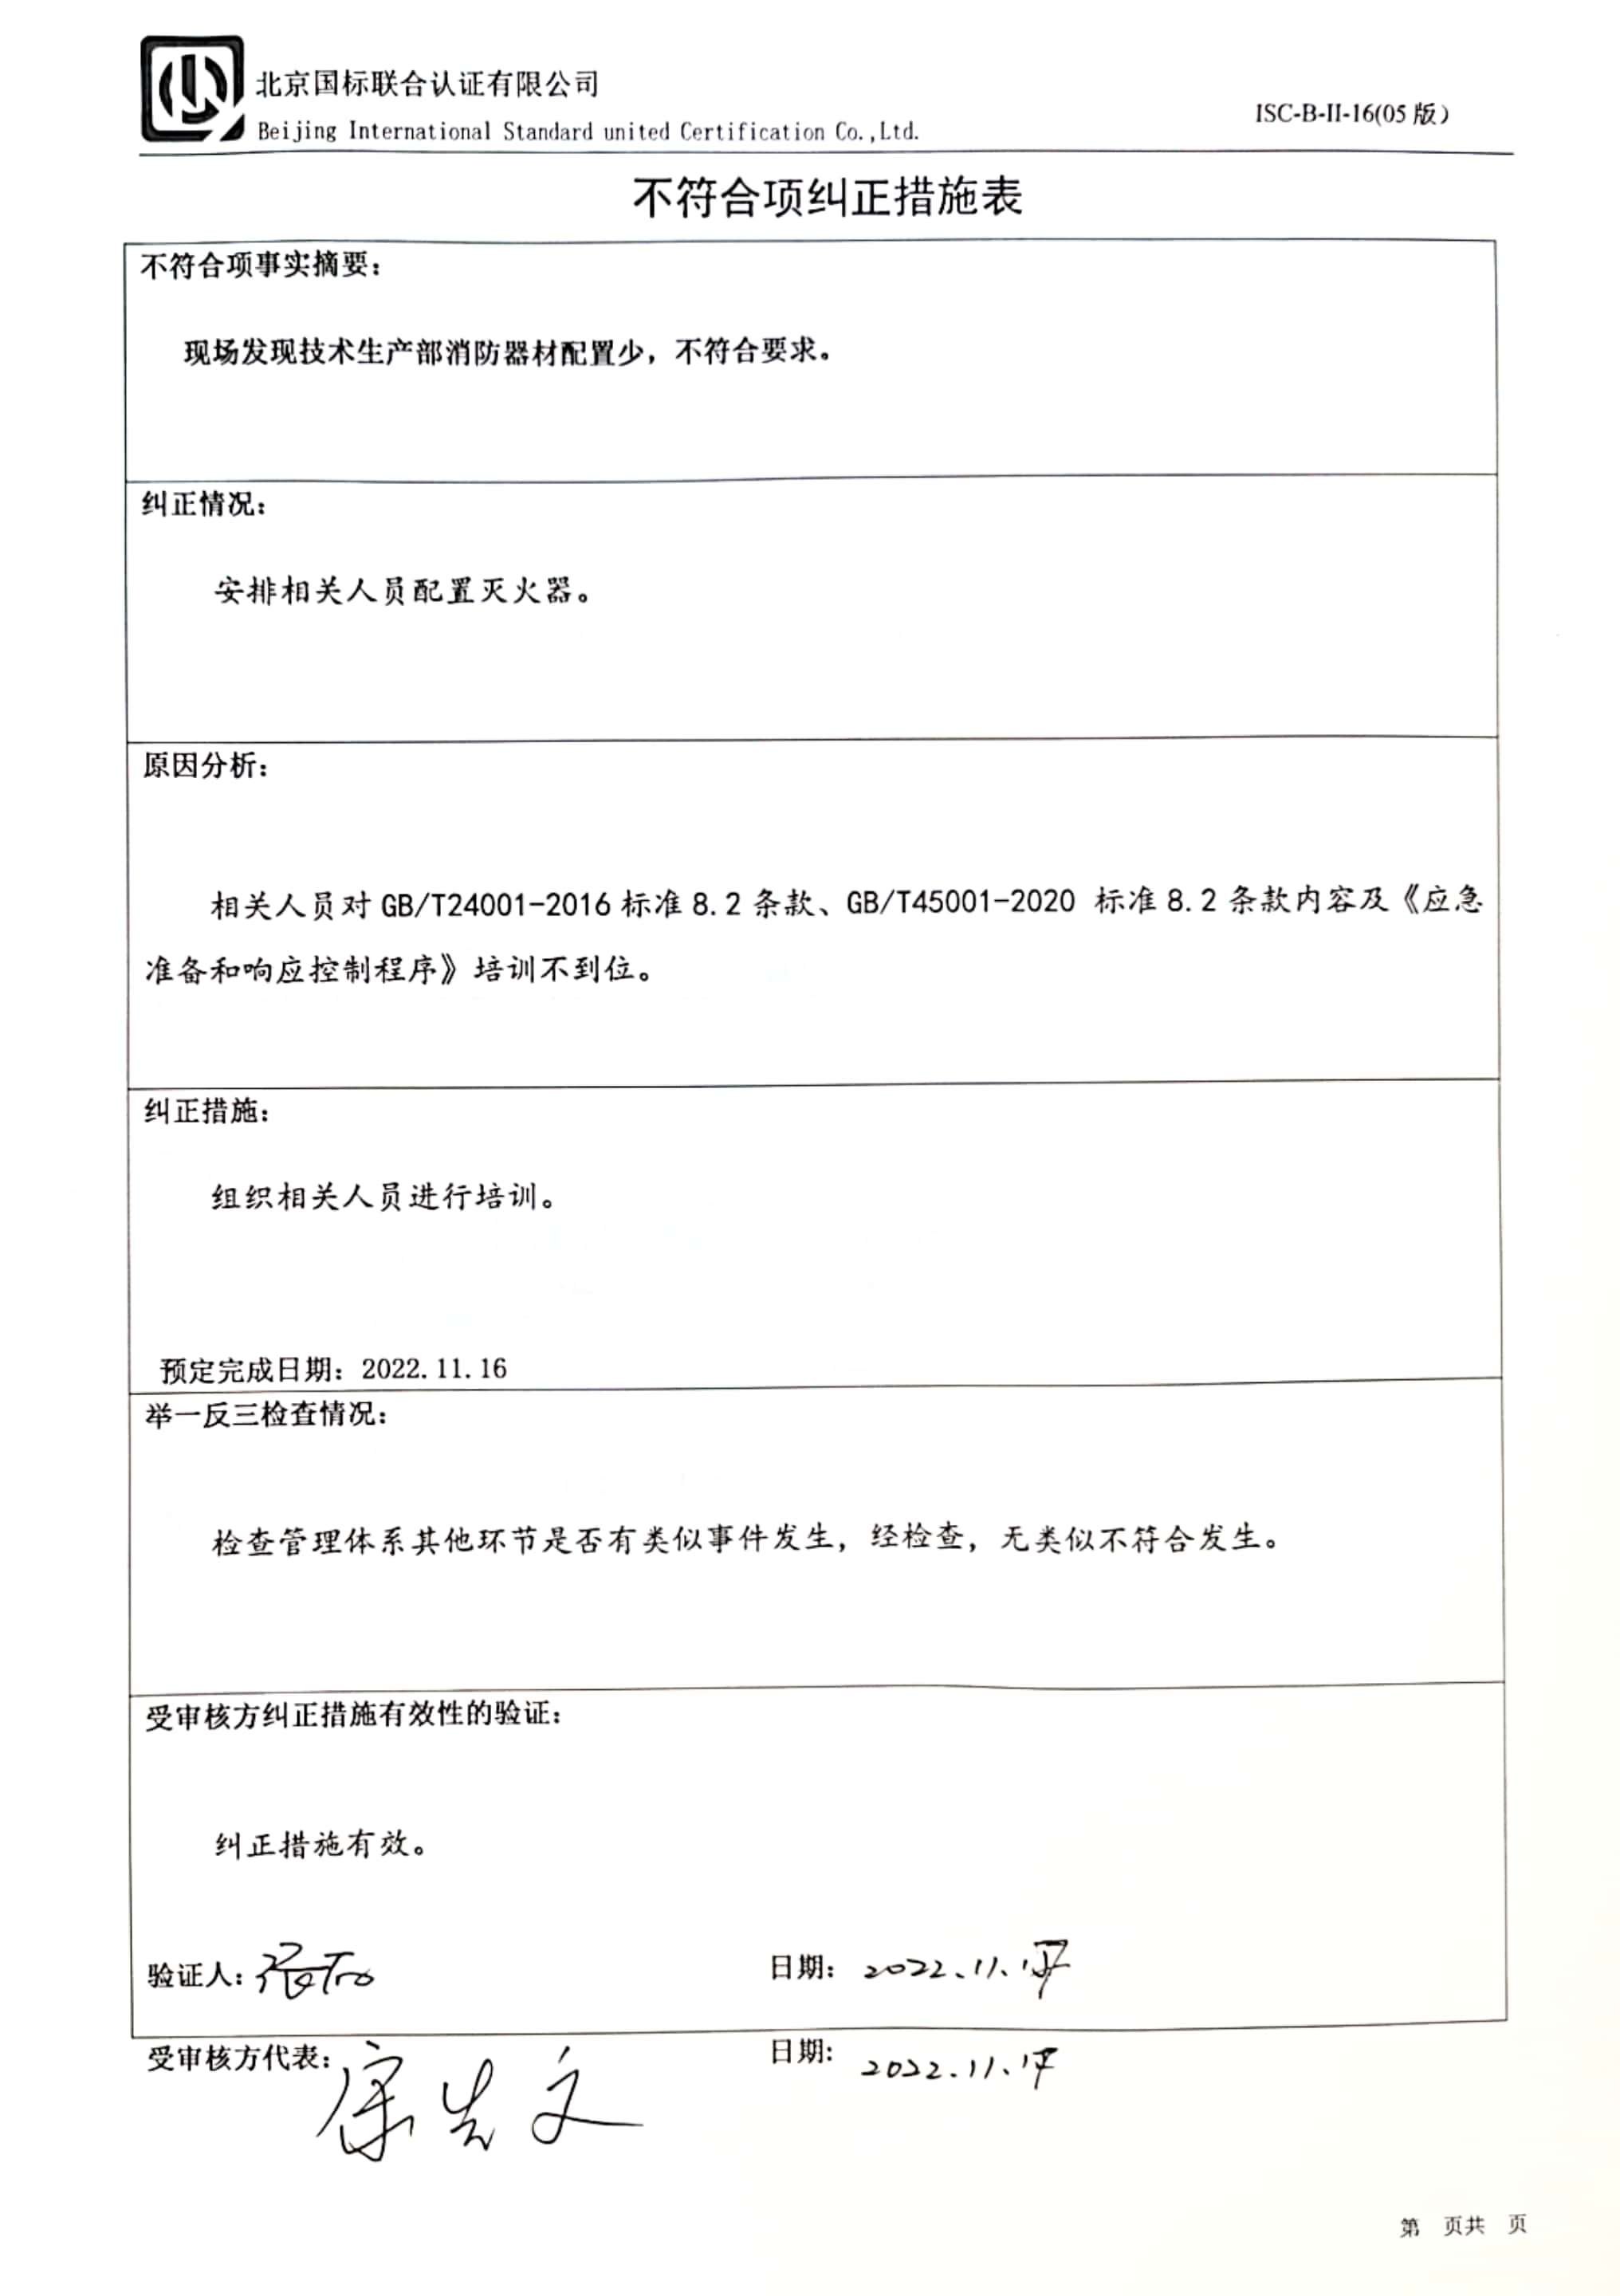 北京国标联合认证有限公司
Beijing International Standard united Certification Co.,Ltd.
ISC-B-II-16(05 版)
不符合项纠正措施表
不符合项事实摘要：
现场发现技术生产部消防器材配置少，不符合要求。
纠正情况：
安排相关人员配置灭火器。
原因分析：
相关人员对 GB/T24001-2016 标准 8.2 条款、GB/T45001-2020 标准 8.2 条款内容及《应急
准备和响应控制程序》培训不到位。
纠正措施：
组织相关人员进行培训。
预定完成日期：2022.11.16
举一反三检查情况：
检查管理体系其他环节是否有类似事件发生，经检查，无类似不符合发生。
受审核方纠正措施有效性的验证：
纠正措施有效。
验证人： 日期：2022.11.17
受审核方代表： 日期：2022.11.17
第 页共 页